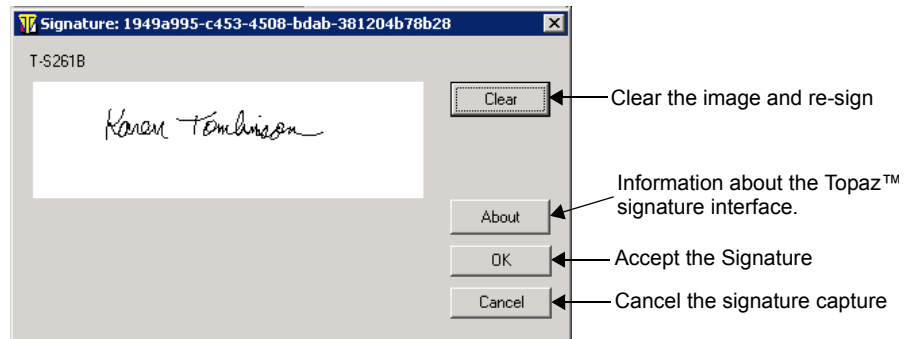 Signature: 1949a995-c453-4508-bdab-381204b78b28
T-S261B
Karen Tomlinson
Clear
Clear the image and re-sign
About
Information about the Topaz™
signature interface.
OK
Accept the Signature
Cancel
Cancel the signature capture